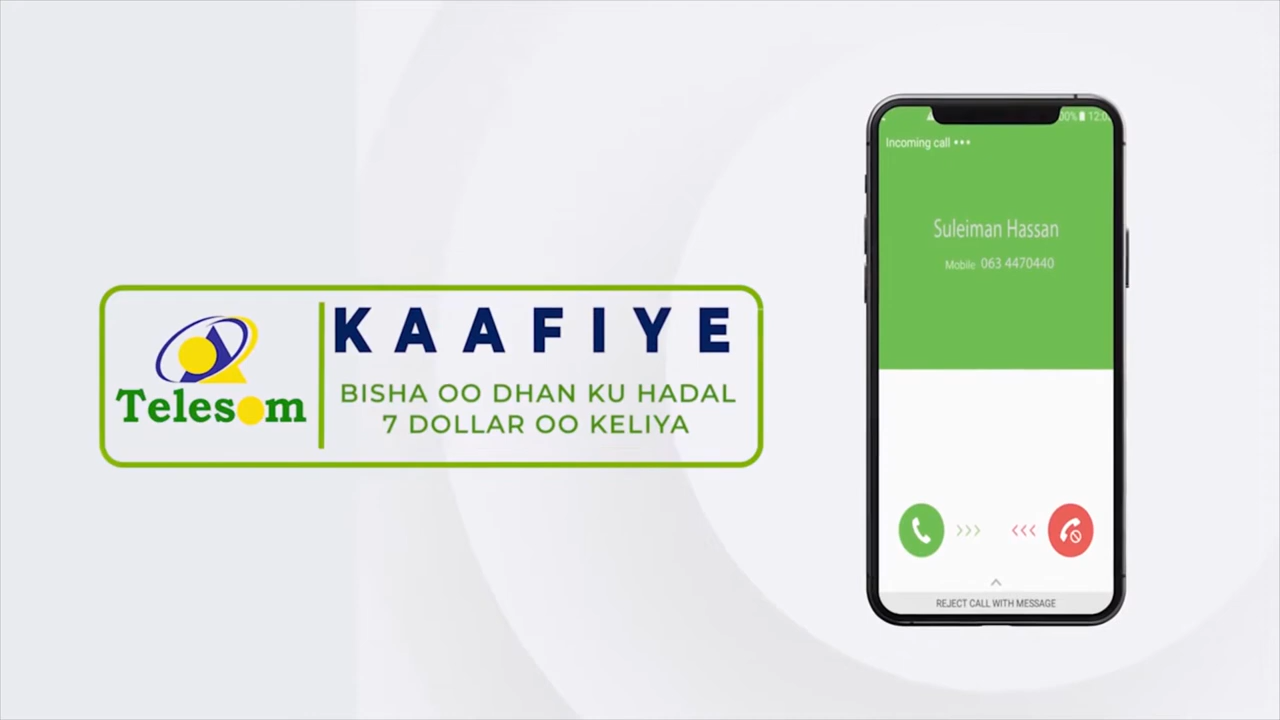 Telesom
KAAFIYE
BISHA OO DHAN KU HADAL
7 DOLLAR OO KELIYA
Incoming call •••
Suleiman Hassan
Mobile 063 4470440
REJECT CALL WITH MESSAGE